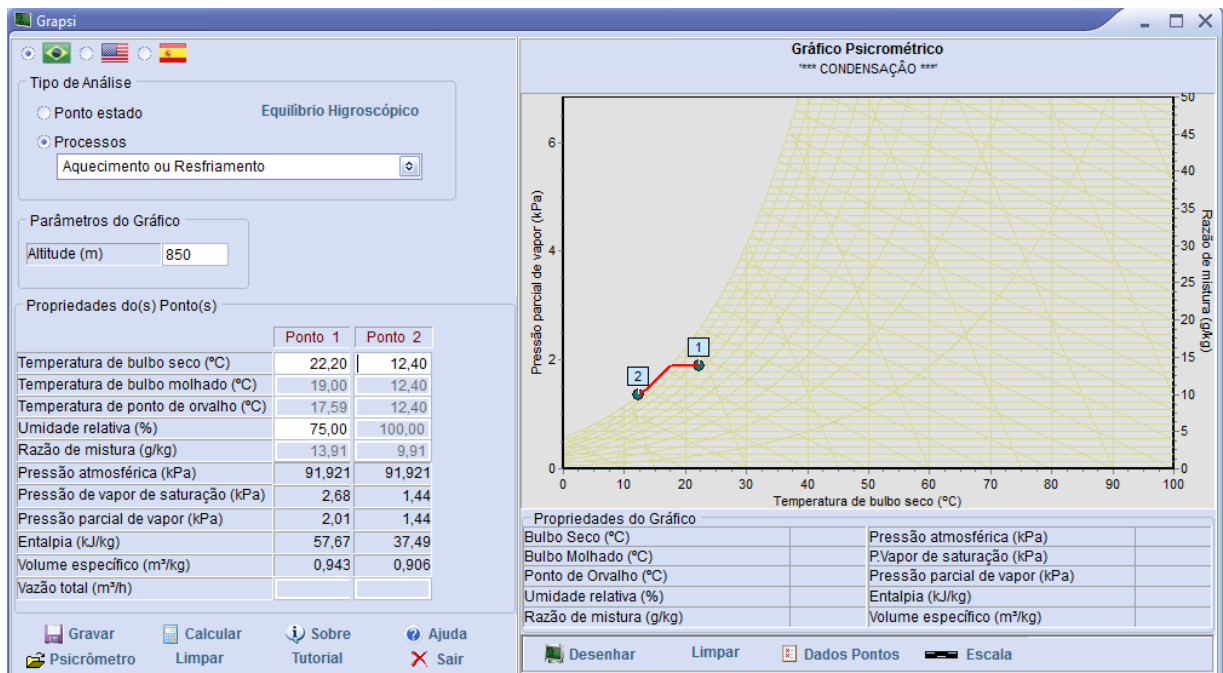 Grapsi
Tipo de Análise
Ponto estado
Equilíbrio Higroscópico
Processos
Aquecimento ou Resfriamento
Parâmetros do Gráfico
Altitude (m) 850
Propriedades do(s) Ponto(s)
Ponto 1 Ponto 2
Temperatura de bulbo seco (ºC) 22,20 12,40
Temperatura de bulbo molhado (ºC) 19,00 12,40
Temperatura de ponto de orvalho (ºC) 17,59 12,40
Umidade relativa (%) 75,00 100,00
Razão de mistura (g/kg) 13,91 9,91
Pressão atmosférica (kPa) 91,921 91,921
Pressão de vapor de saturação (kPa) 2,68 1,44
Pressão parcial de vapor (kPa) 2,01 1,44
Entalpia (kJ/kg) 57,67 37,49
Volume específico (m³/kg) 0,943 0,906
Vazão total (m³/h)
Gravar Calcular Sobre Ajuda
Psicrômetro Limpar Tutorial Sair
Gráfico Psicrométrico
'*** CONDENSAÇÂO ***'
Pressão parcial de vapor (kPa)
6
4
2
0
1
2
50
45
40
35
30
25
20
15
10
5
0
Razão de mistura (g/kg)
0 10 20 30 40 50 60 70 80 90 100
Temperatura de bulbo seco (ºC)
Propriedades do Gráfico
Bulbo Seco (ºC) Pressão atmosférica (kPa)
Bulbo Molhado (ºC) P.Vapor de saturação (kPa)
Ponto de Orvalho (ºC) Pressão parcial de vapor (kPa)
Umidade relativa (%) Entalpia (kJ/kg)
Razão de mistura (g/kg) Volume específico (m³/kg)
Desenhar Limpar Dados Pontos Escala